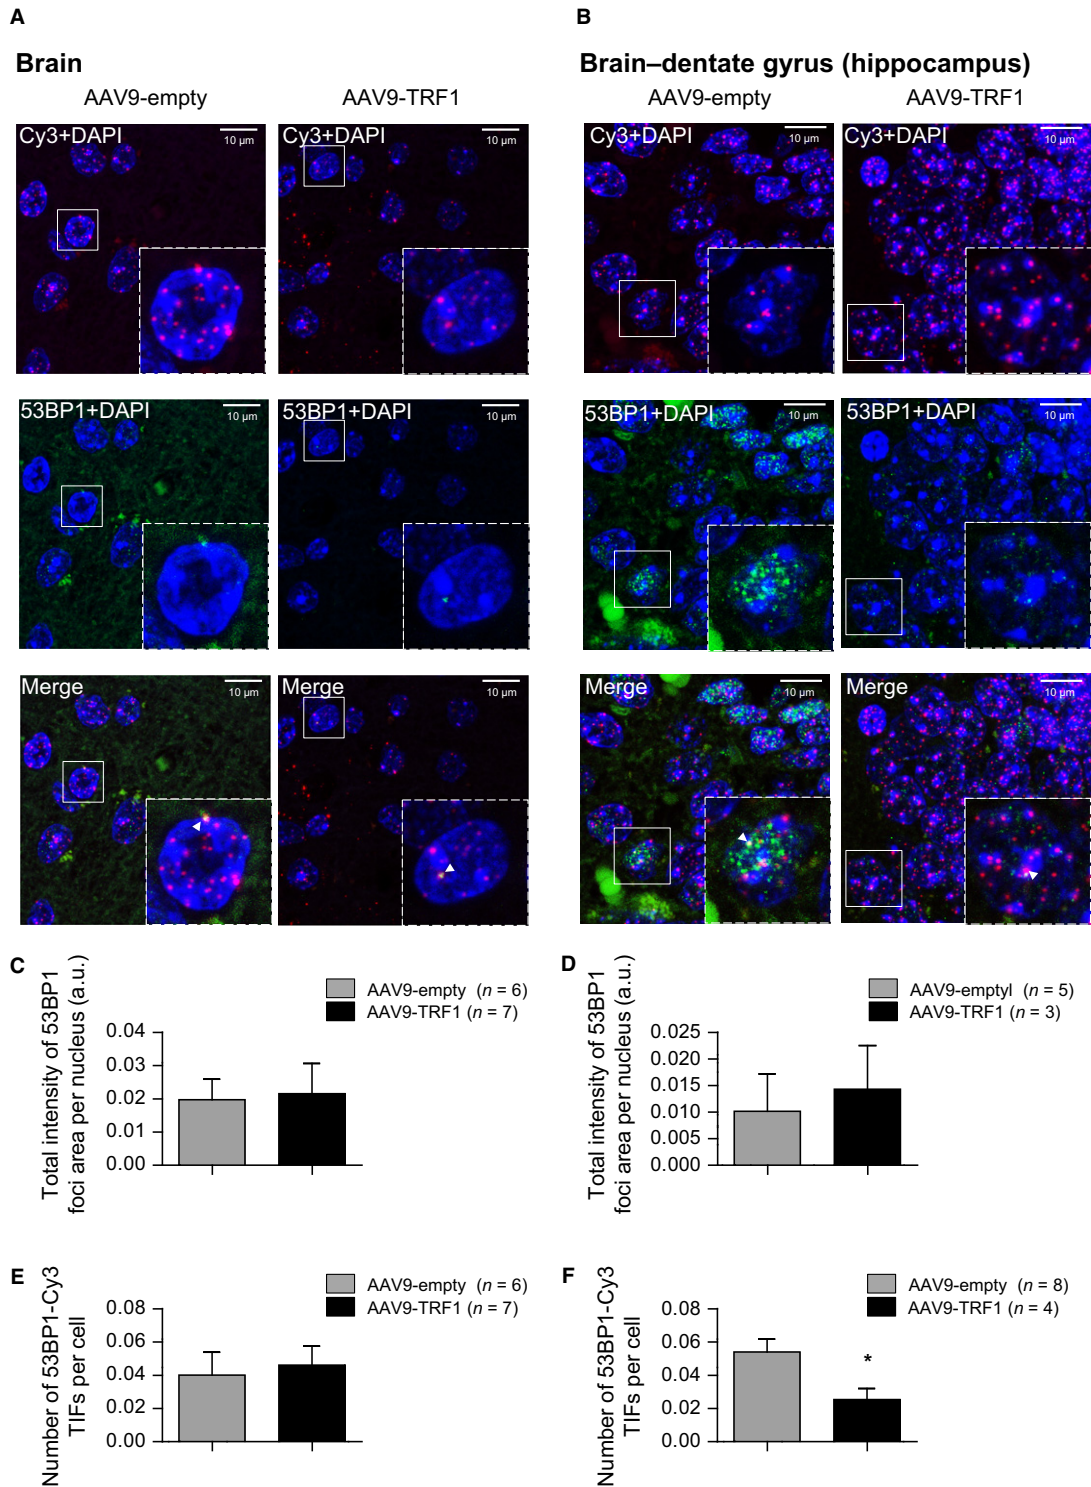 A
B
Brain
Brain–dentate gyrus (hippocampus)
AAV9-empty
AAV9-TRF1
AAV9-empty
AAV9-TRF1
Cy3+DAPI
10 µm
Cy3+DAPI
10 µm
Cy3+DAPI
10 µm
Cy3+DAPI
10 µm
53BP1+DAPI
10 µm
53BP1+DAPI
10 µm
53BP1+DAPI
10 µm
53BP1+DAPI
10 µm
Merge
10 µm
Merge
10 µm
Merge
10 µm
Merge
10 µm
C
Total intensity of 53BP1
foci area per nucleus (a.u.)
AAV9-empty (n = 6)
AAV9-TRF1 (n = 7)
0.04
0.03
0.02
0.01
0.00
D
Total intensity of 53BP1
foci area per nucleus (a.u.)
AAV9-emptyl (n = 5)
AAV9-TRF1 (n = 3)
0.025
0.020
0.015
0.010
0.005
0.000
E
Number of 53BP1-Cy3
TIFs per cell
AAV9-empty (n = 6)
AAV9-TRF1 (n = 7)
0.08
0.06
0.04
0.02
0.00
F
Number of 53BP1-Cy3
TIFs per cell
AAV9-empty (n = 8)
AAV9-TRF1 (n = 4)
0.08
0.06
0.04
0.02
0.00
*